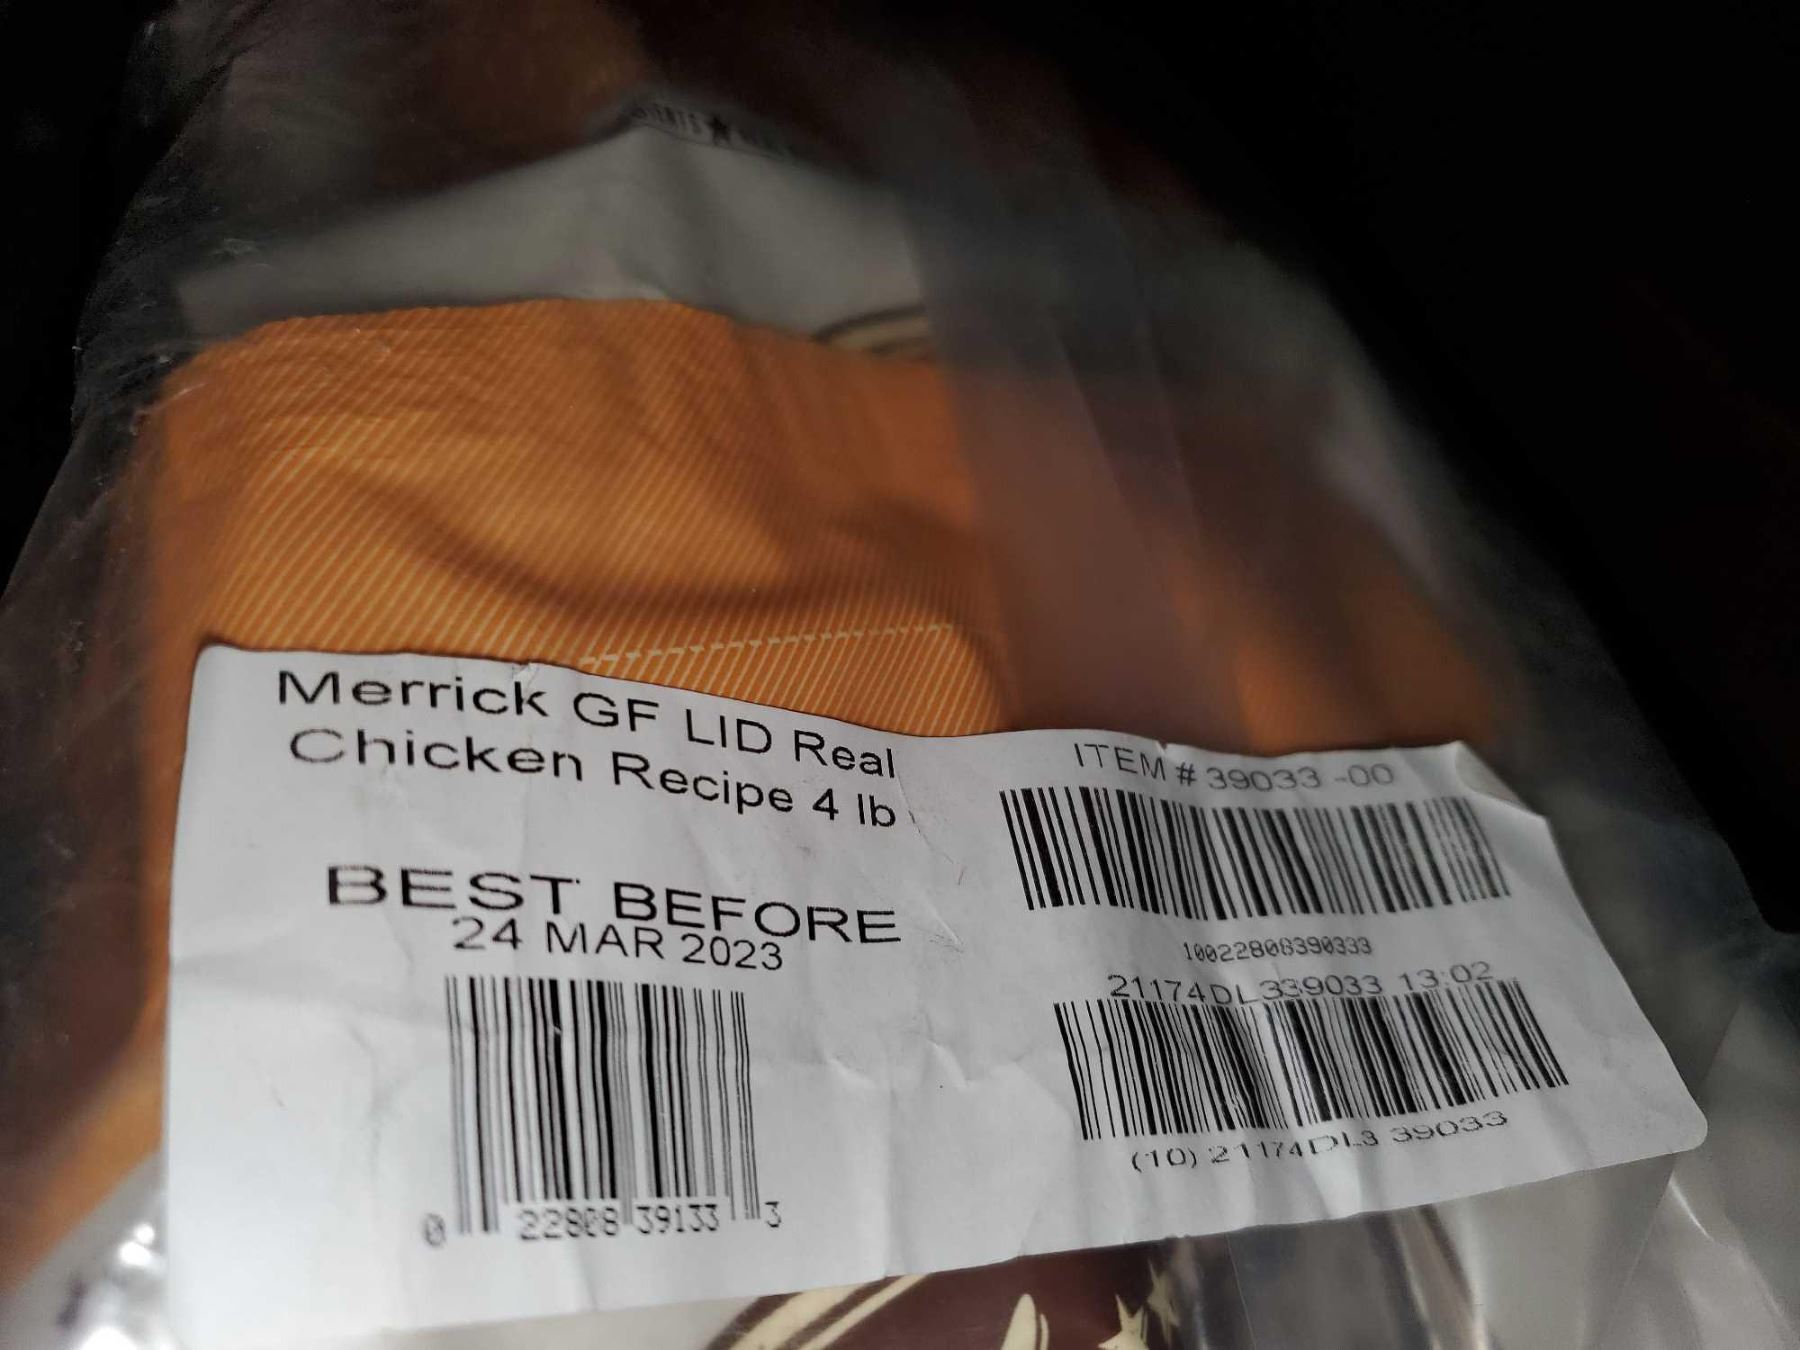 Merrick GF LID Real
Chicken Recipe 4 lb
BEST BEFORE
24 MAR 2023
0 22808 39133 3
ITEM # 39033 -00
10022808390333
21174DL339033 13:02
(10) 21174DL3 39033